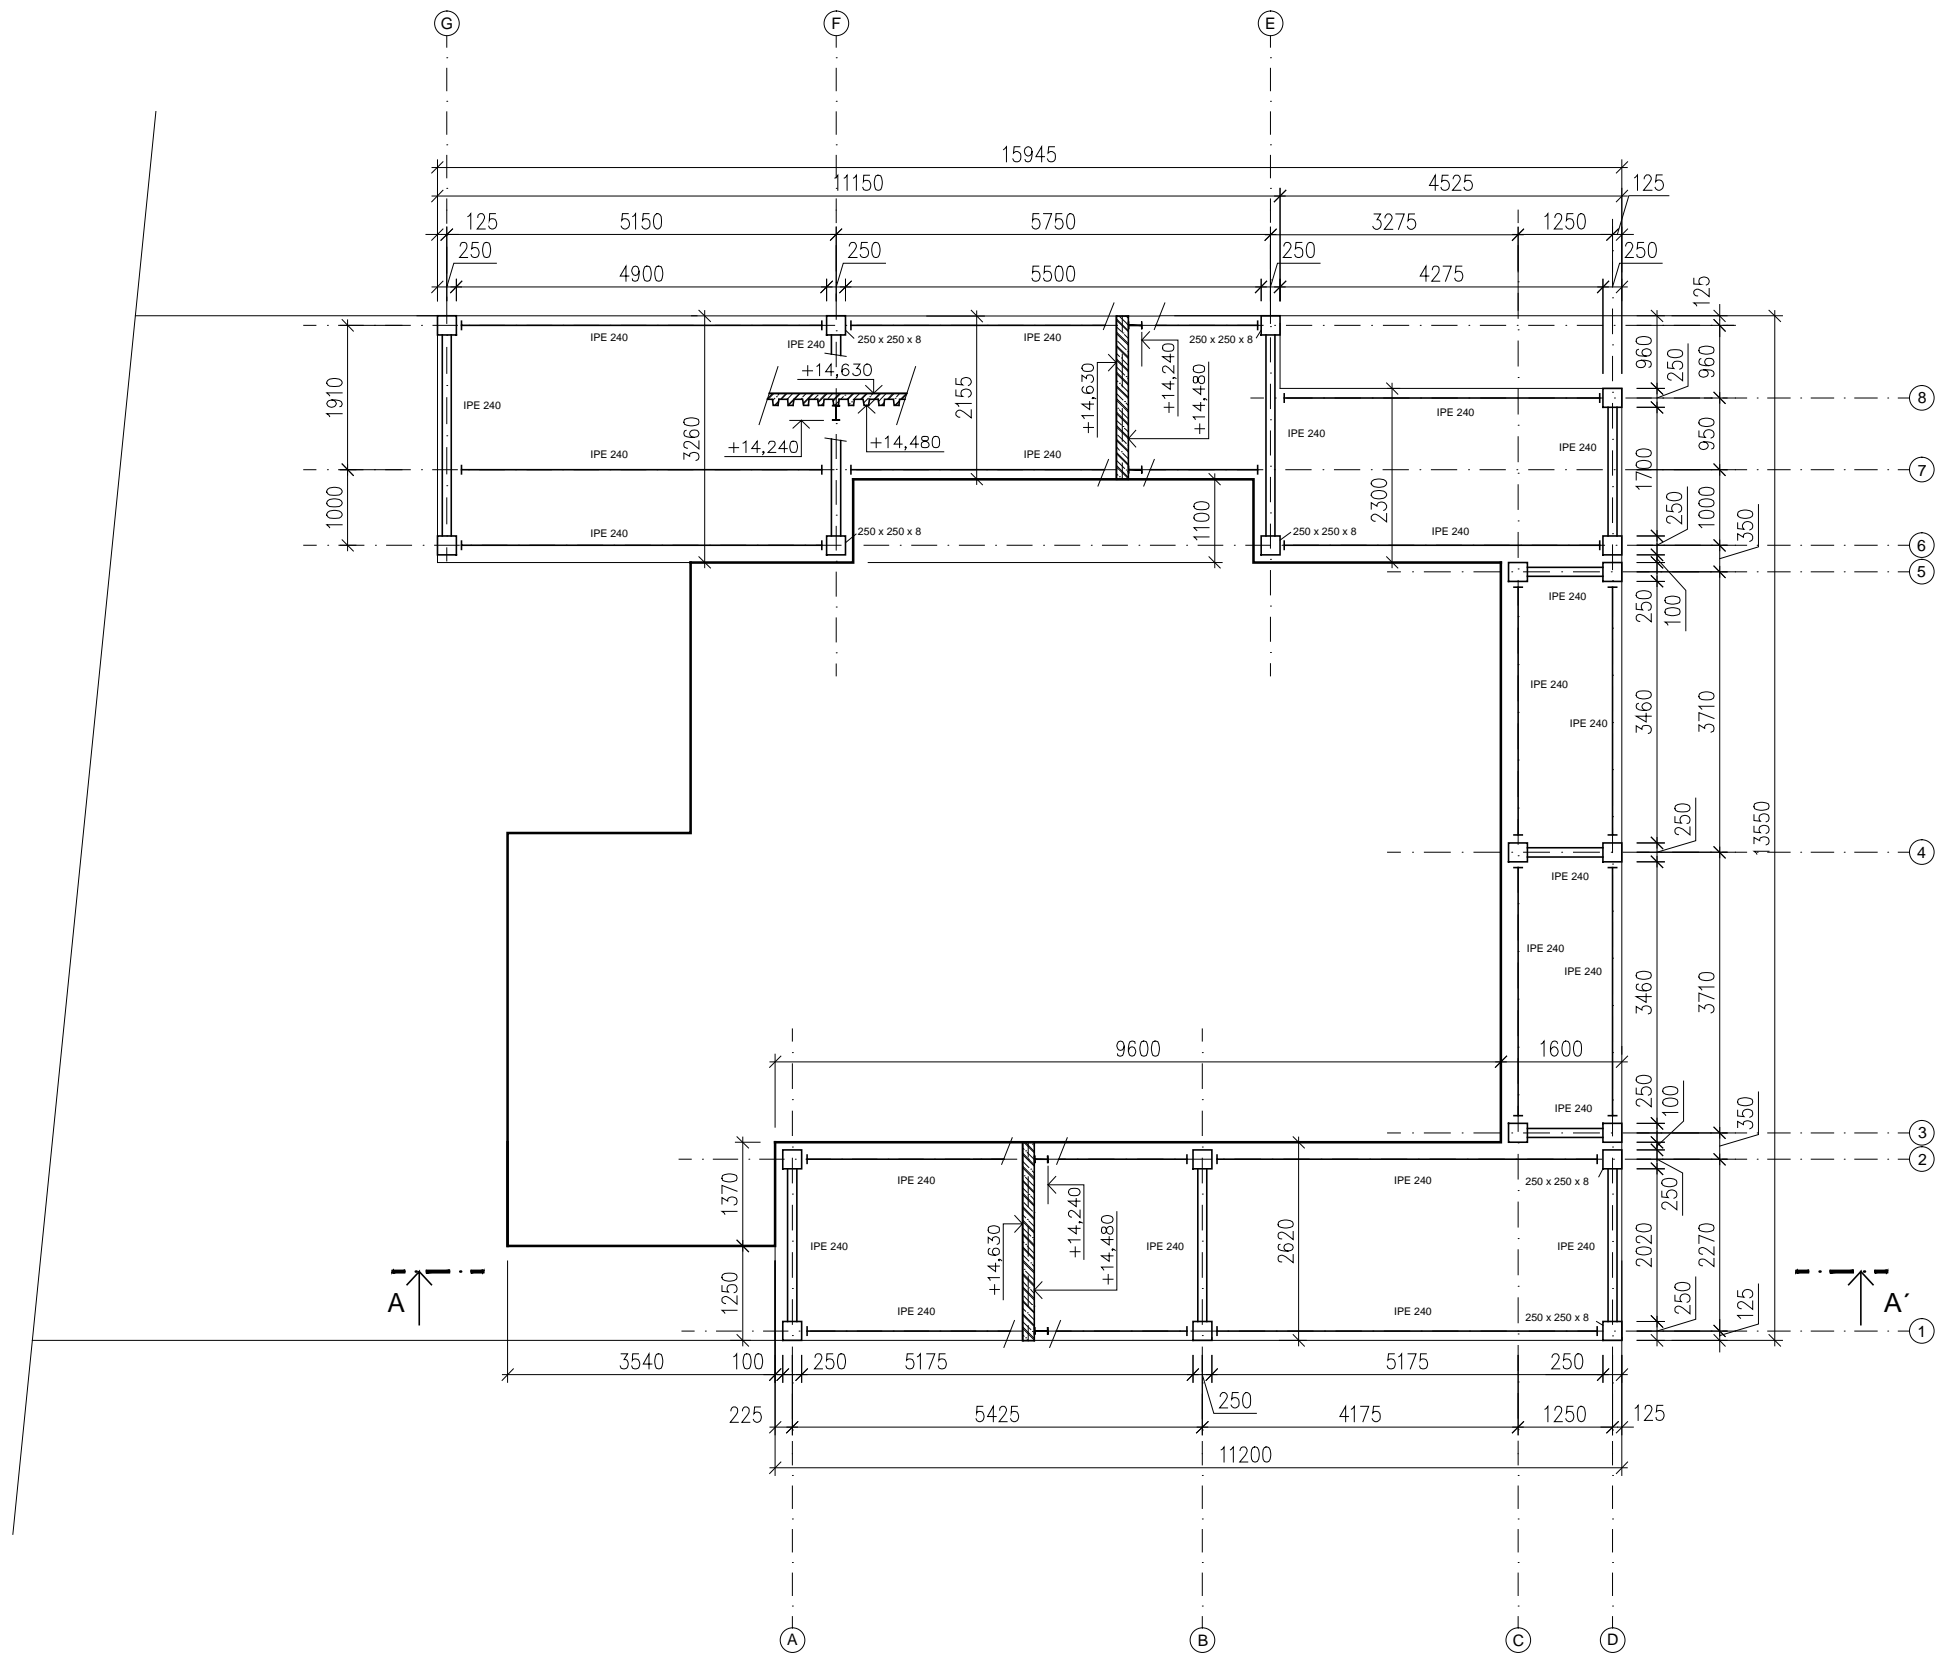 G
F
E
15945
11150
4525
125
125
5150
5750
3275
1250
250
250
250
250
4900
5500
4275
125
IPE 240
IPE 240
250 x 250 x 8
IPE 240
250 x 250 x 8
960
250
960
+14,630
1910
IPE 240
3260
+14,240
+14,480
2155
+14,630
+14,240
+14,480
IPE 240
IPE 240
IPE 240
8
1700
950
IPE 240
IPE 240
7
1000
IPE 240
250 x 250 x 8
1100
250 x 250 x 8
2300
IPE 240
250
1000
350
6
5
IPE 240
250
100
IPE 240
IPE 240
3460
3710
13550
250
4
IPE 240
IPE 240
IPE 240
3460
3710
9600
1600
IPE 240
250
100
350
3
2
1370
IPE 240
+14,630
+14,240
+14,480
IPE 240
250 x 250 x 8
250
IPE 240
IPE 240
2620
IPE 240
2020
2270
1250
A
A´
IPE 240
IPE 240
250 x 250 x 8
250
125
1
3540
100
250
5175
5175
250
250
225
5425
4175
1250
125
11200
A
B
C
D